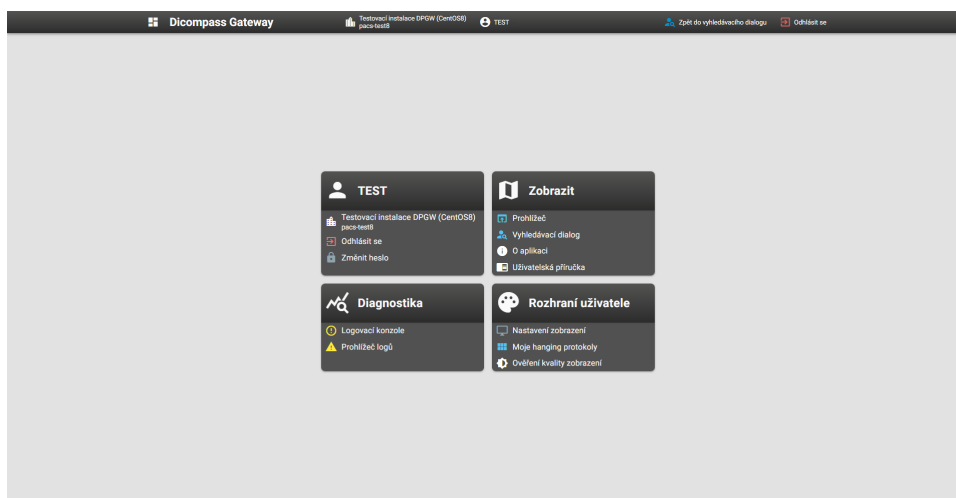 Dicompass Gateway
Testovací instalace DPGW (CentOS8)
pacs-test8
TEST
Zpět do vyhledávacího dialogu
Odhlásit se
TEST
Testovací instalace DPGW (CentOS8)
pacs-test8
Odhlásit se
Změnit heslo
Zobrazit
Prohlížeč
Vyhledávací dialog
O aplikaci
Uživatelská příručka
Diagnostika
Logovací konzole
Prohlížeč logů
Rozhraní uživatele
Nastavení zobrazení
Moje hanging protokoly
Ověření kvality zobrazení